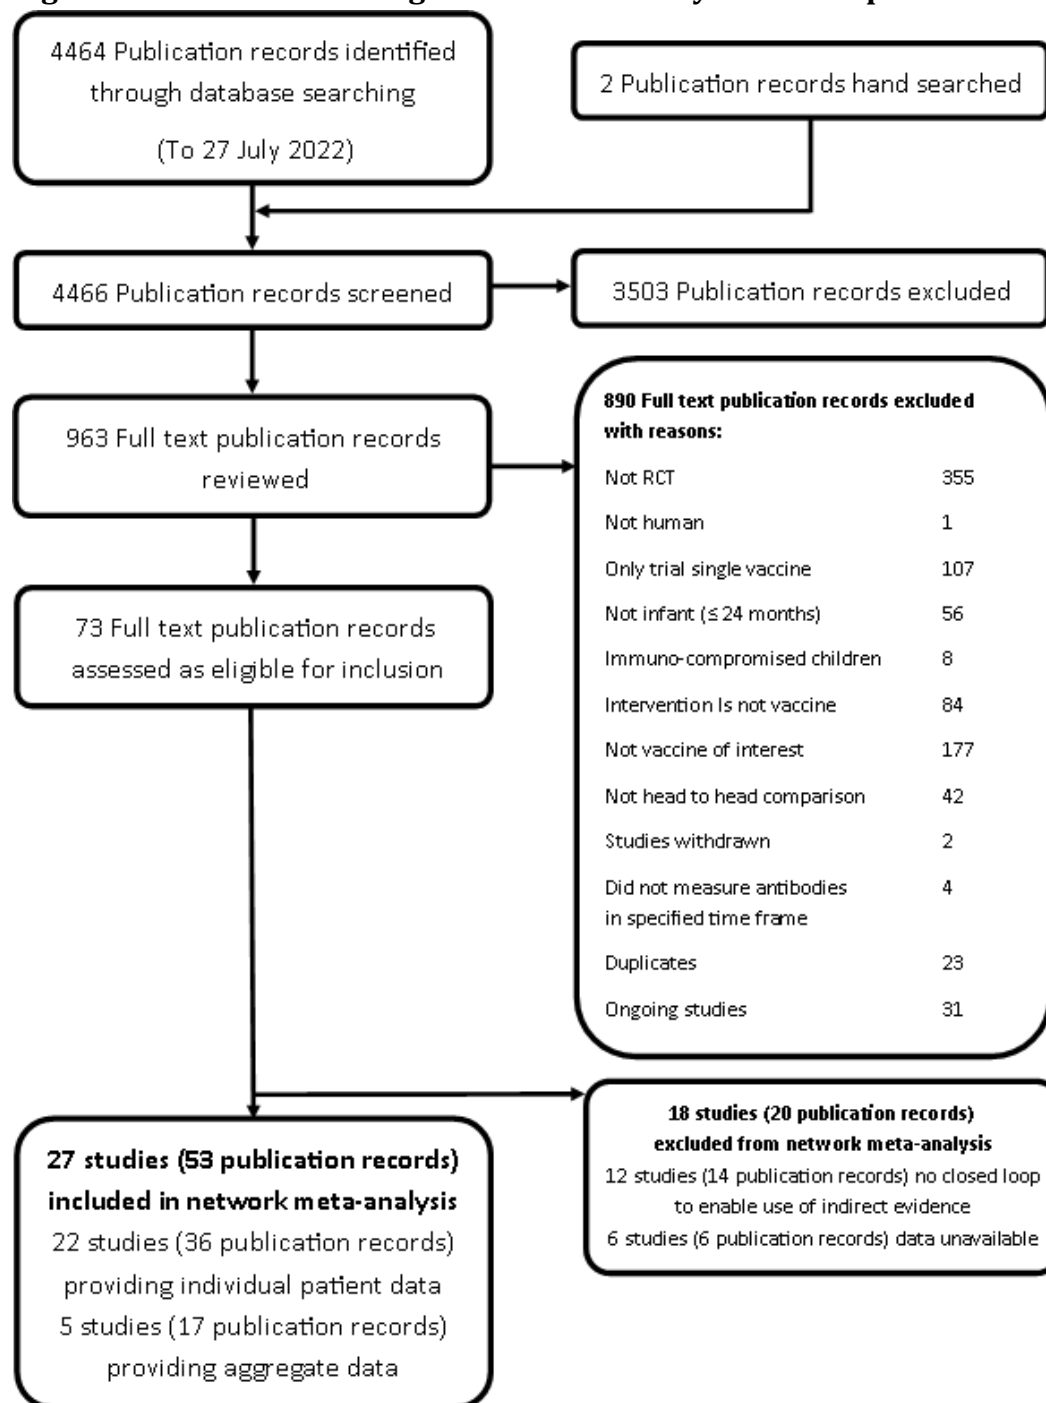 4464 Publication records identified
through database searching
(To 27 July 2022)
2 Publication records hand searched
4466 Publication records screened
3503 Publication records excluded
963 Full text publication records
reviewed
890 Full text publication records excluded
with reasons:
Not RCT 355
Not human 1
Only trial single vaccine 107
Not infant (≤ 24 months) 56
Immuno-compromised children 8
Intervention Is not vaccine 84
Not vaccine of interest 177
Not head to head comparison 42
Studies withdrawn 2
Did not measure antibodies 4
in specified time frame
Duplicates 23
Ongoing studies 31
73 Full text publication records
assessed as eligible for inclusion
18 studies (20 publication records)
excluded from network meta-analysis
12 studies (14 publication records) no closed loop
to enable use of indirect evidence
6 studies (6 publication records) data unavailable
27 studies (53 publication records)
included in network meta-analysis
22 studies (36 publication records)
providing individual patient data
5 studies (17 publication records)
providing aggregate data